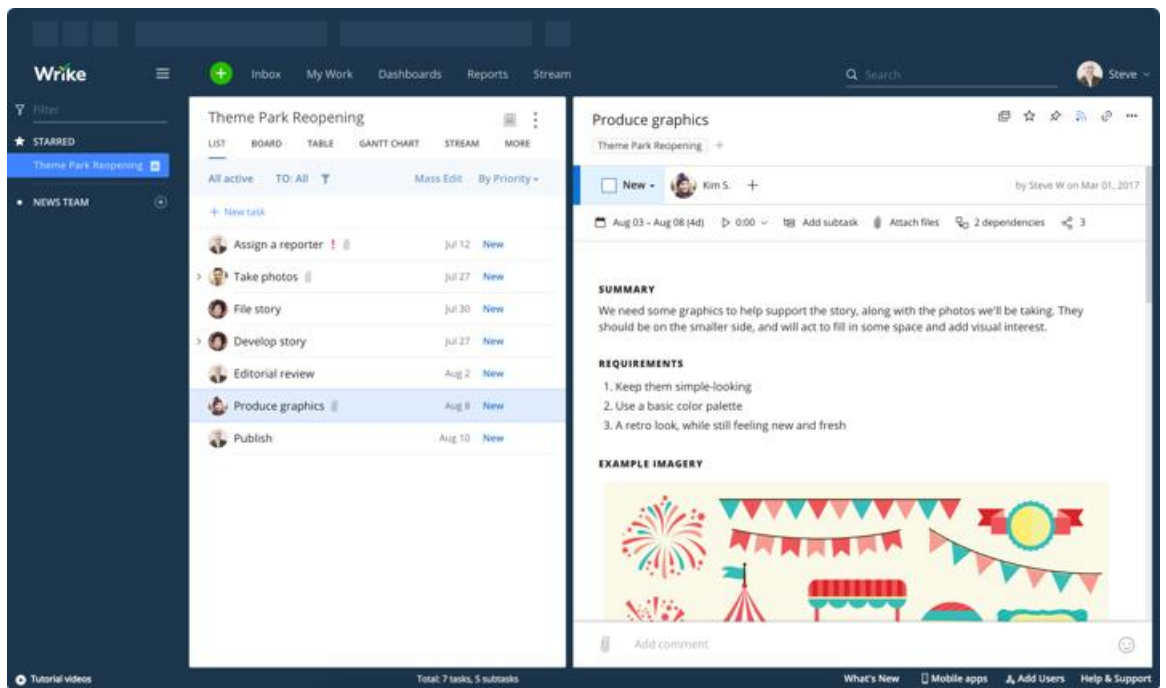 Wrike
Inbox My Work Dashboards Reports Stream
Search
Steve
Filter
STARRED
Theme Park Reopening
NEWS TEAM
Theme Park Reopening
LIST BOARD TABLE GANTT CHART STREAM MORE
All active TO: All Mass Edit By Priority
+ New task
Assign a reporter ! Jul 12 New
Take photos Jul 27 New
File story Jul 30 New
Develop story Jul 27 New
Editorial review Aug 2 New
Produce graphics Aug 8 New
Publish Aug 10 New
Produce graphics
Theme Park Reopening +
New Kim S. + by Steve W on Mar 01, 2017
Aug 03 – Aug 08 (4d) 0:00 Add subtask Attach files 2 dependencies 3
SUMMARY
We need some graphics to help support the story, along with the photos we'll be taking. They
should be on the smaller side, and will act to fill in some space and add visual interest.
REQUIREMENTS
1. Keep them simple-looking
2. Use a basic color palette
3. A retro look, while still feeling new and fresh
EXAMPLE IMAGERY
Add comment
Tutorial videos
Total: 7 tasks, 5 subtasks
What's New Mobile apps Add Users Help & Support